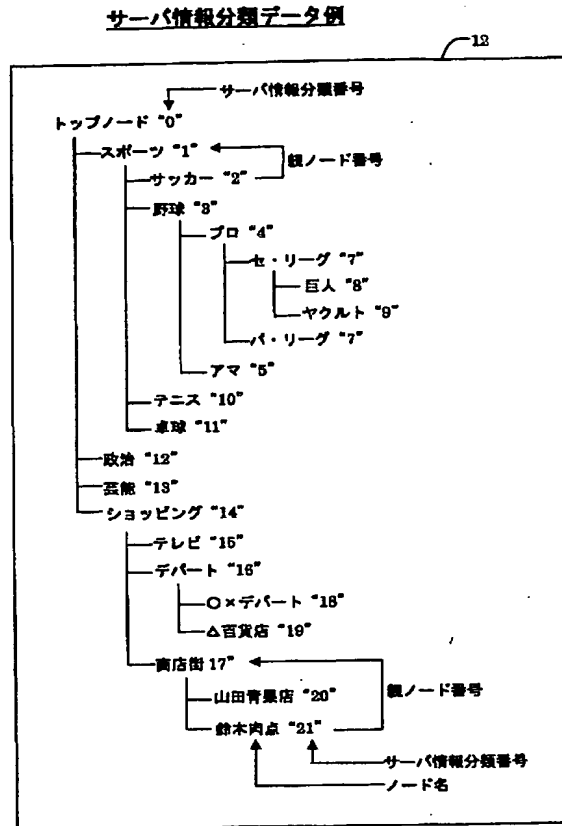 サーバ情報分類データ例
12
サーバ情報分類番号
トップノード "0"
スポーツ "1"
親ノード番号
サッカー "2"
野球 "3"
プロ "4"
セ・リーグ "7"
巨人 "8"
ヤクルト "9"
パ・リーグ "7"
アマ "5"
テニス "10"
卓球 "11"
政治 "12"
芸能 "13"
ショッピング "14"
テレビ "15"
デパート "16"
○×デパート "18"
△百貨店 "19"
商店街 17"
親ノード番号
山田青果店 "20"
鈴木肉点 "21"
サーバ情報分類番号
ノード名